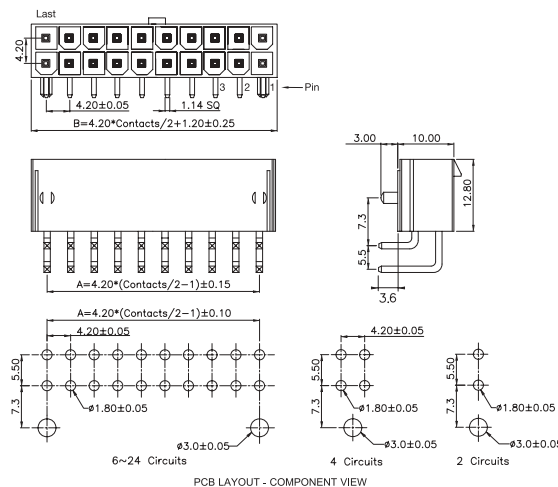 Last
4.20
3 2 1
Pin
4.20±0.05
1.14 SQ
B=4.20*Contacts/2+1.20±0.25
3.00
10.00
12.80
7.3
5.5
3.6
A=4.20*(Contacts/2-1)±0.15
A=4.20*(Contacts/2-1)±0.10
4.20±0.05
5.50
7.3
ø1.80±0.05
ø3.0±0.05
6~24 Circuits
4.20±0.05
5.50
7.3
ø1.80±0.05
ø3.0±0.05
4 Circuits
5.50
7.3
ø1.80±0.05
ø3.0±0.05
2 Circuits
PCB LAYOUT - COMPONENT VIEW